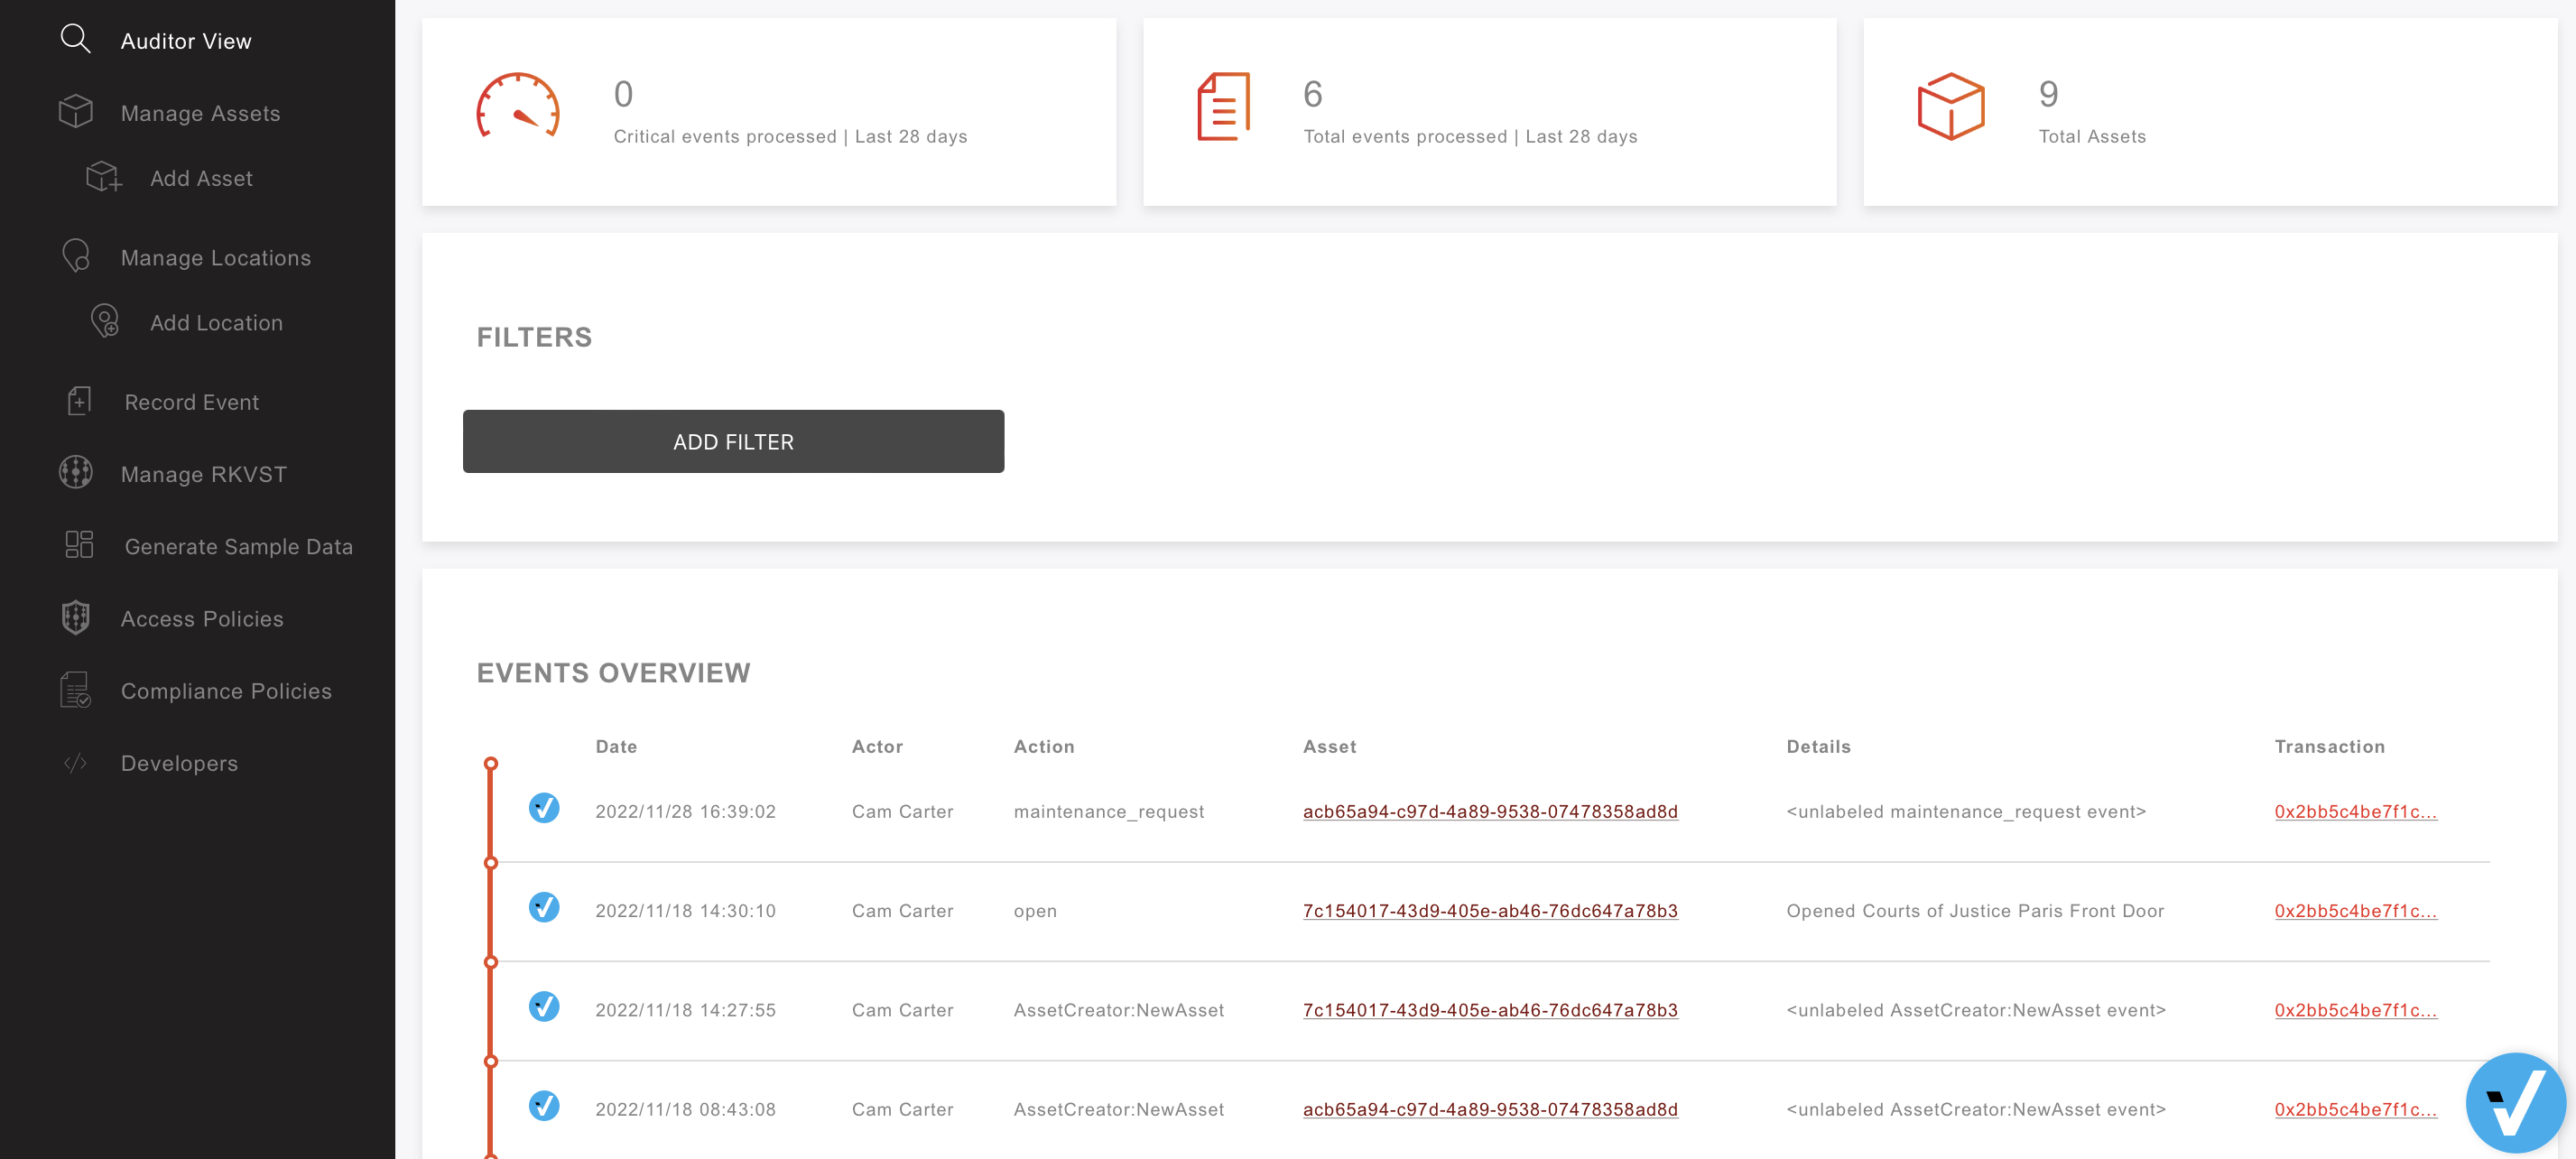 Auditor View
Manage Assets
Add Asset
Manage Locations
Add Location
Record Event
Manage RKVST
Generate Sample Data
Access Policies
Compliance Policies
Developers
0
Critical events processed | Last 28 days
6
Total events processed | Last 28 days
9
Total Assets
FILTERS
ADD FILTER
EVENTS OVERVIEW
Date Actor Action Asset Details Transaction
2022/11/28 16:39:02 Cam Carter maintenance_request acb65a94-c97d-4a89-9538-07478358ad8d <unlabeled maintenance_request event> 0x2bb5c4be7f1c...
2022/11/18 14:30:10 Cam Carter open 7c154017-43d9-405e-ab46-76dc647a78b3 Opened Courts of Justice Paris Front Door 0x2bb5c4be7f1c...
2022/11/18 14:27:55 Cam Carter AssetCreator:NewAsset 7c154017-43d9-405e-ab46-76dc647a78b3 <unlabeled AssetCreator:NewAsset event> 0x2bb5c4be7f1c...
2022/11/18 08:43:08 Cam Carter AssetCreator:NewAsset acb65a94-c97d-4a89-9538-07478358ad8d <unlabeled AssetCreator:NewAsset event> 0x2bb5c4be7f1c...